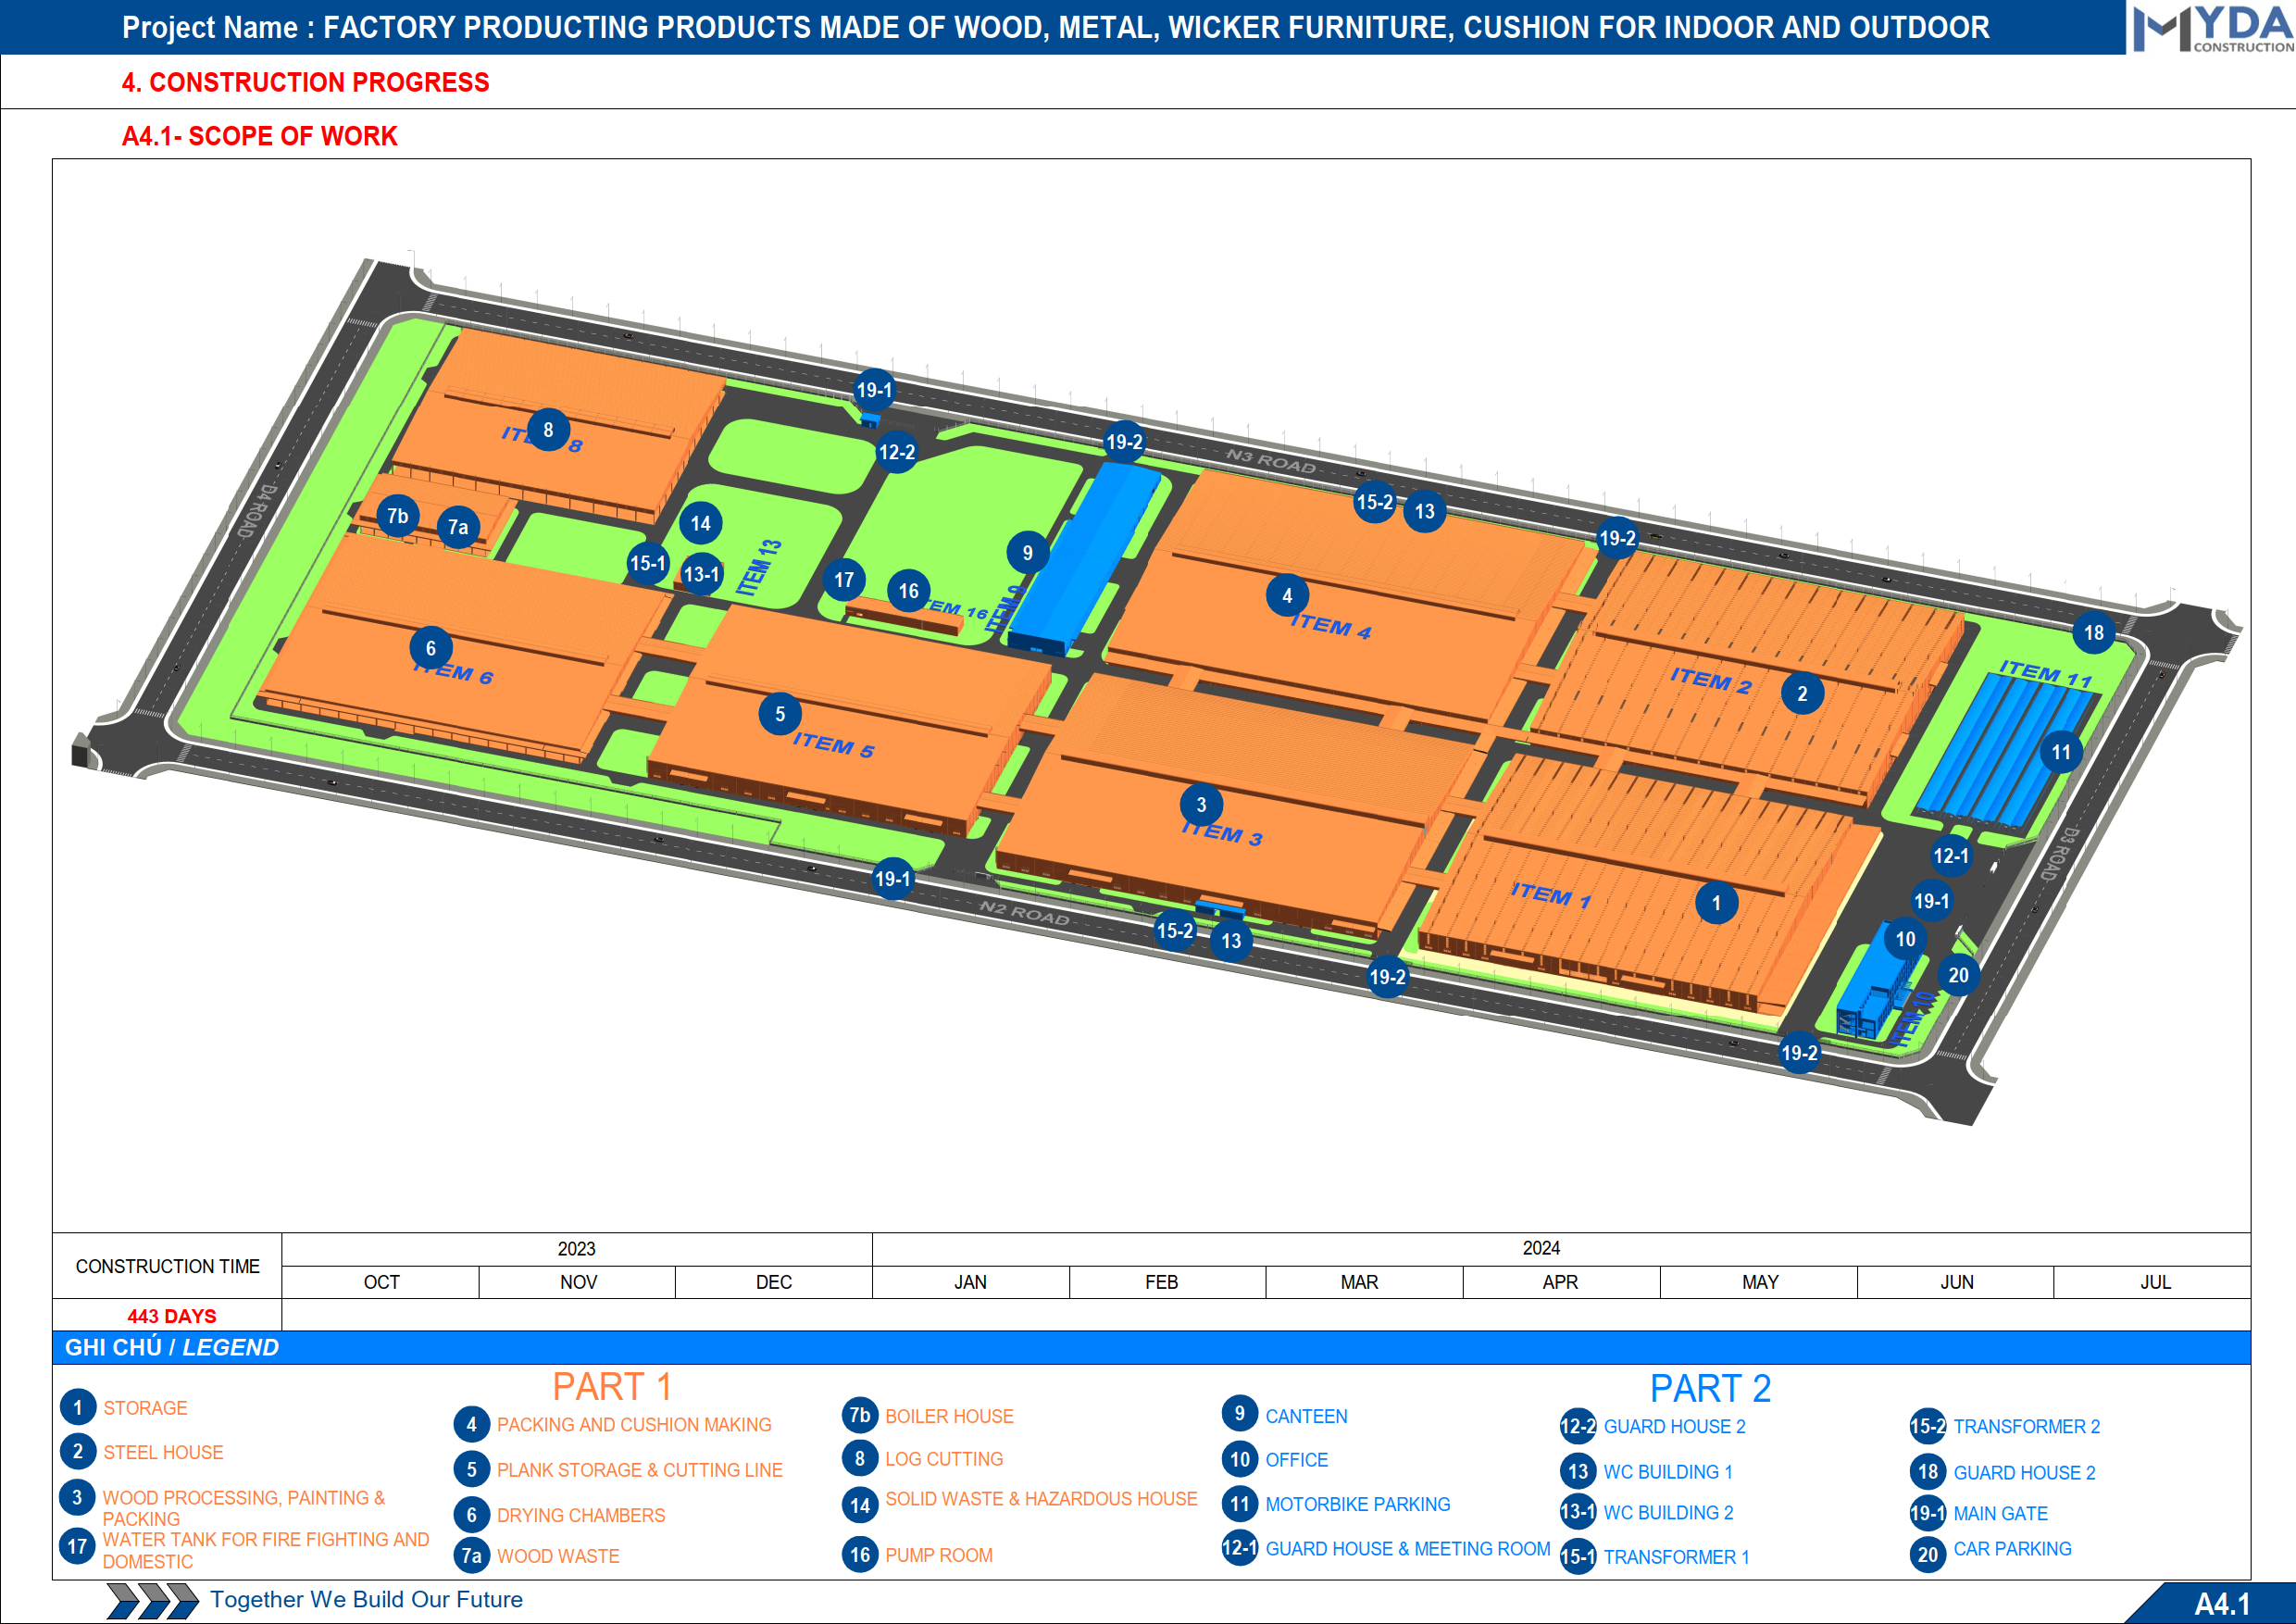 Project Name : FACTORY PRODUCTING PRODUCTS MADE OF WOOD, METAL, WICKER FURNITURE, CUSHION FOR INDOOR AND OUTDOOR
MYDA
CONSTRUCTION
4. CONSTRUCTION PROGRESS
A4.1- SCOPE OF WORK
19-1
8
12-2
19-2
N3 ROAD
15-2
13
D4 ROAD
7b
7a
14
15-1
13-1
ITEM 13
17
16
ITEM 16
9
4
ITEM 4
19-2
18
ITEM 11
6
ITEM 6
5
ITEM 5
ITEM 2
2
11
3
ITEM 3
D3 ROAD
12-1
19-1
N2 ROAD
15-2
13
19-2
ITEM 1
1
19-1
10
20
ITEM 10
19-2
CONSTRUCTION TIME
2023
2024
OCT
NOV
DEC
JAN
FEB
MAR
APR
MAY
JUN
JUL
443 DAYS
GHI CHÚ / LEGEND
PART 1
PART 2
1 STORAGE
2 STEEL HOUSE
3 WOOD PROCESSING, PAINTING &
PACKING
17 WATER TANK FOR FIRE FIGHTING AND
DOMESTIC
4 PACKING AND CUSHION MAKING
5 PLANK STORAGE & CUTTING LINE
6 DRYING CHAMBERS
7a WOOD WASTE
7b BOILER HOUSE
8 LOG CUTTING
14 SOLID WASTE & HAZARDOUS HOUSE
16 PUMP ROOM
9 CANTEEN
10 OFFICE
11 MOTORBIKE PARKING
12-1 GUARD HOUSE & MEETING ROOM
12-2 GUARD HOUSE 2
13 WC BUILDING 1
13-1 WC BUILDING 2
15-1 TRANSFORMER 1
15-2 TRANSFORMER 2
18 GUARD HOUSE 2
19-1 MAIN GATE
20 CAR PARKING
Together We Build Our Future
A4.1